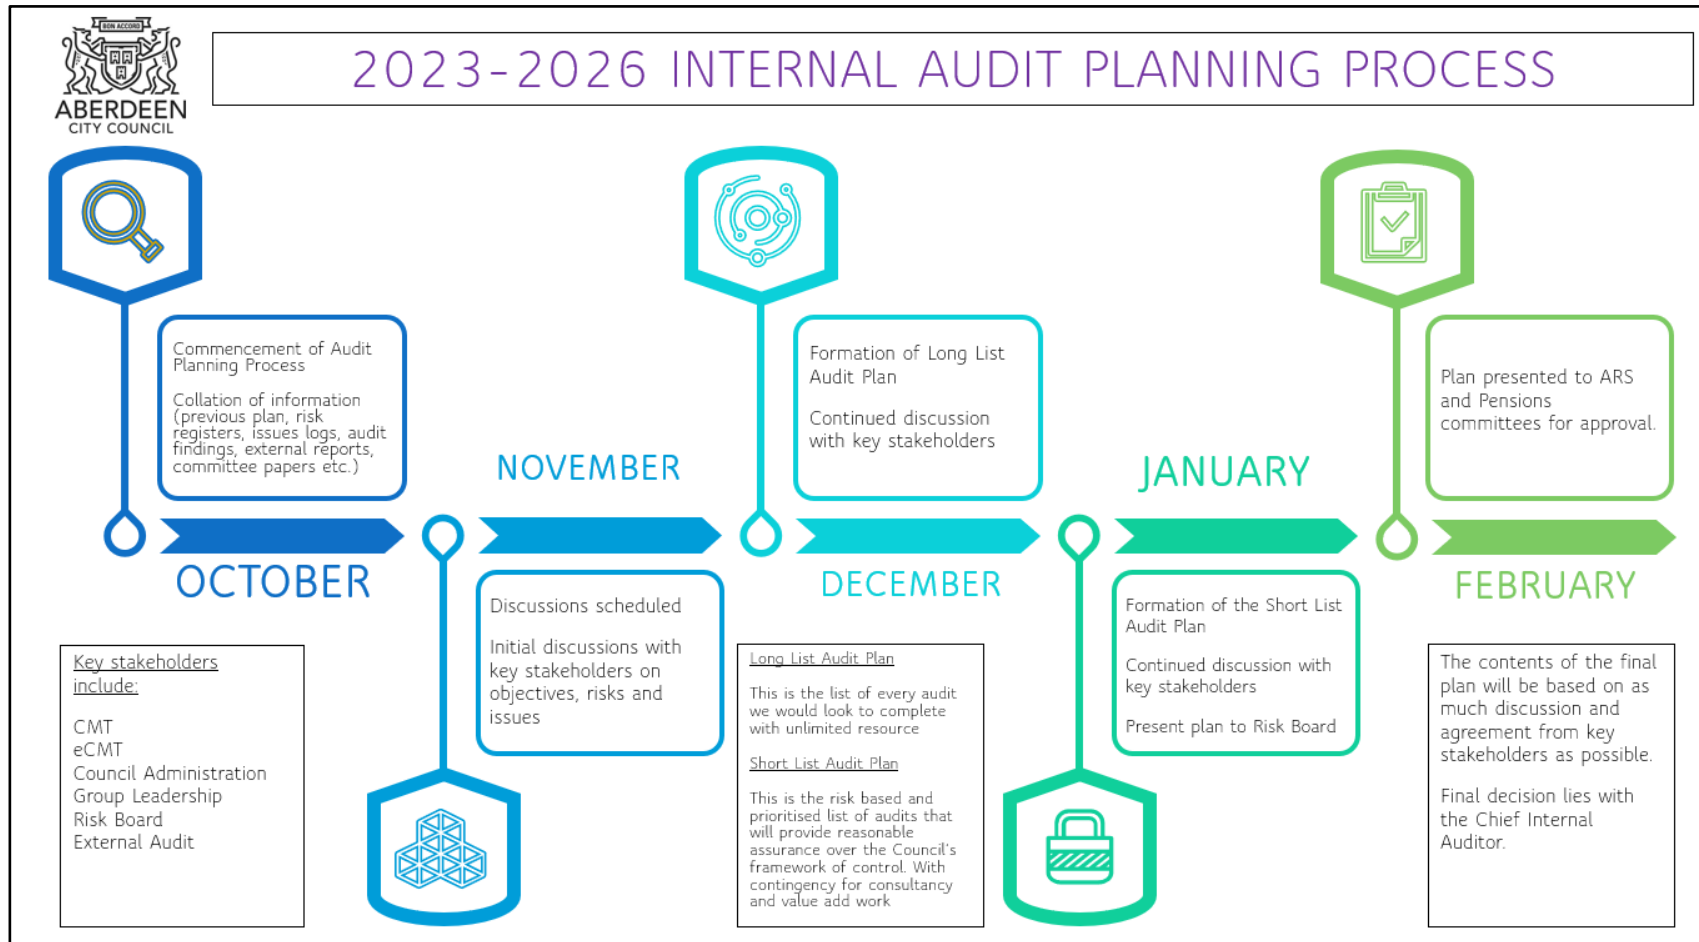 BON ACCORD
ABERDEEN
CITY COUNCIL
2023-2026 INTERNAL AUDIT PLANNING PROCESS
Commencement of Audit
Planning Process
Collation of information
(previous plan, risk
registers, issues logs, audit
findings, external reports,
committee papers etc.)
OCTOBER
NOVEMBER
Discussions scheduled
Initial discussions with
key stakeholders on
objectives, risks and
issues
Formation of Long List
Audit Plan
Continued discussion
with key stakeholders
DECEMBER
JANUARY
Formation of the Short List
Audit Plan
Continued discussion with
key stakeholders
Present plan to Risk Board
Plan presented to ARS
and Pensions
committees for approval.
FEBRUARY
Key stakeholders
include:
CMT
eCMT
Council Administration
Group Leadership
Risk Board
External Audit
Long List Audit Plan
This is the list of every audit
we would look to complete
with unlimited resource
Short List Audit Plan
This is the risk based and
prioritised list of audits that
will provide reasonable
assurance over the Council's
framework of control. With
contingency for consultancy
and value add work
The contents of the final
plan will be based on as
much discussion and
agreement from key
stakeholders as possible.
Final decision lies with
the Chief Internal
Auditor.